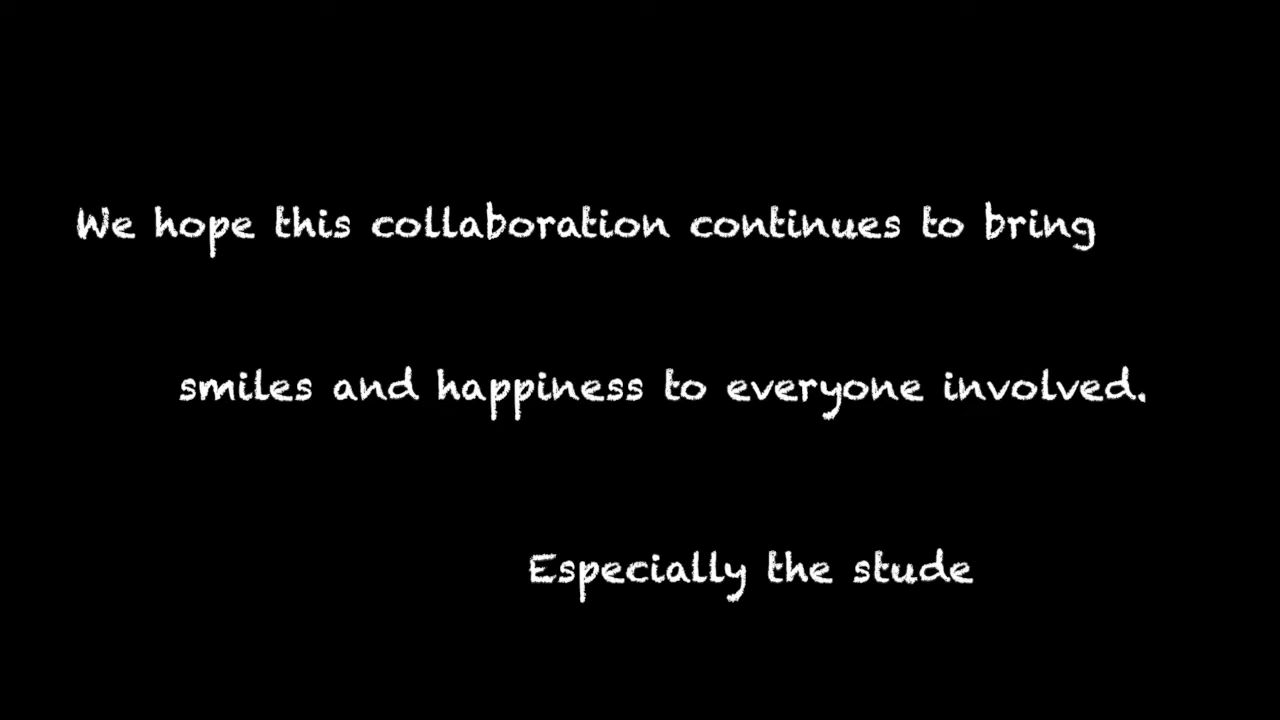 We hope this collaboration continues to bring
smiles and happiness to everyone involved.
Especially the stude